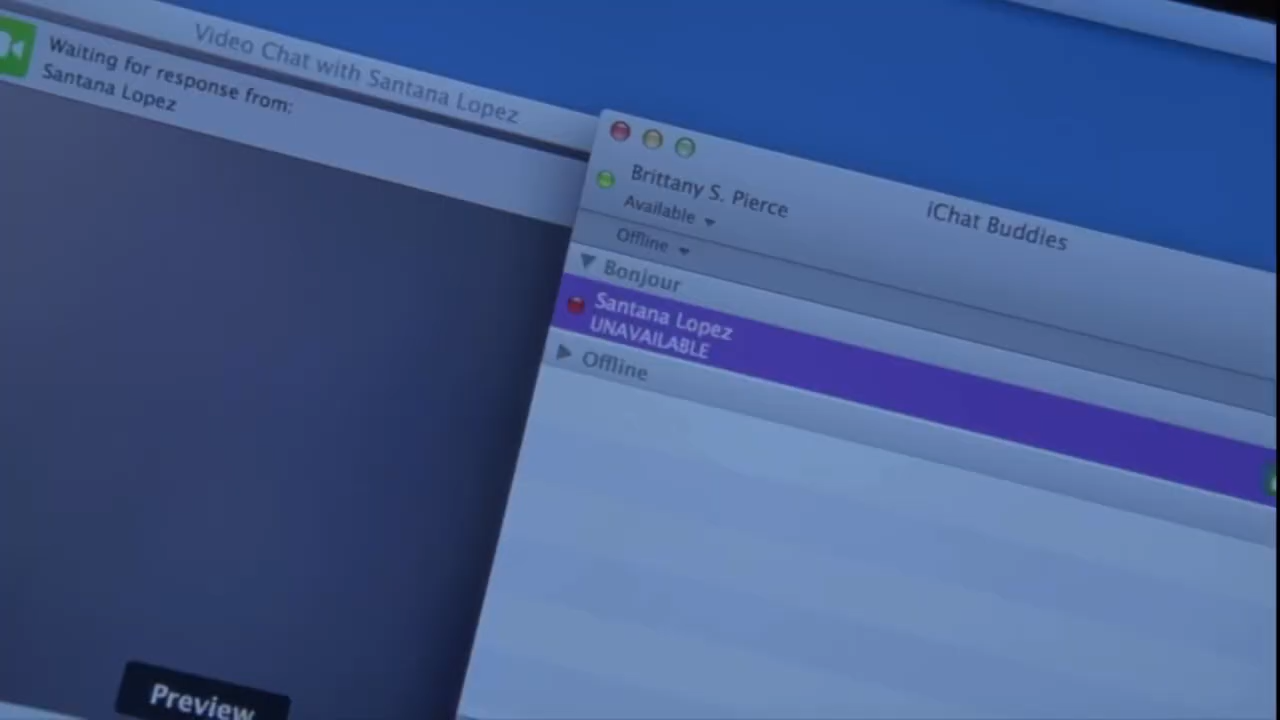 Video Chat with Santana Lopez
Waiting for response from:
Santana Lopez
Preview
iChat Buddies
Brittany S. Pierce
Available
Offline
Bonjour
Santana Lopez
UNAVAILABLE
Offline